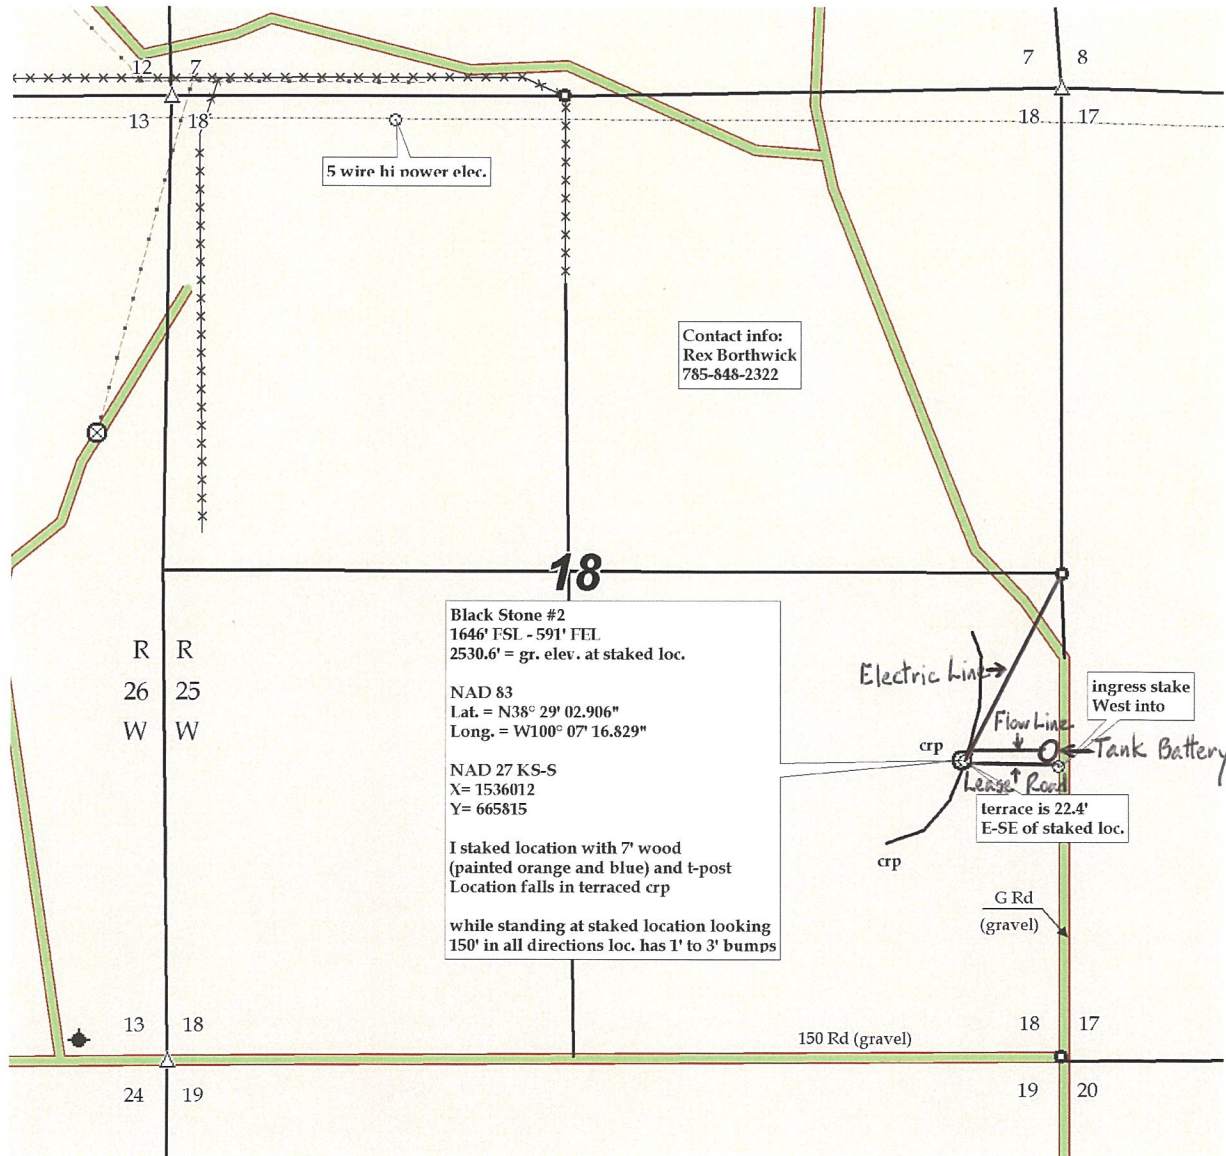 12 7
7 8
13 18
18 17
5 wire hi power elec.
Contact info:
Rex Borthwick
785-848-2322
18
Black Stone #2
1646' FSL - 591' FEL
2530.6' = gr. elev. at staked loc.
NAD 83
Lat. = N38° 29' 02.906"
Long. = W100° 07' 16.829"
NAD 27 KS-S
X= 1536012
Y= 665815
I staked location with 7' wood
(painted orange and blue) and t-post
Location falls in terraced crp
while standing at staked location looking
150' in all directions loc. has 1' to 3' bumps
R R
26 25
W W
Electric Line
ingress stake
West into
Flow Line
crp
Tank Battery
Lease Road
terrace is 22.4'
E-SE of staked loc.
crp
G Rd
(gravel)
13 18
18 17
150 Rd (gravel)
24 19
19 20